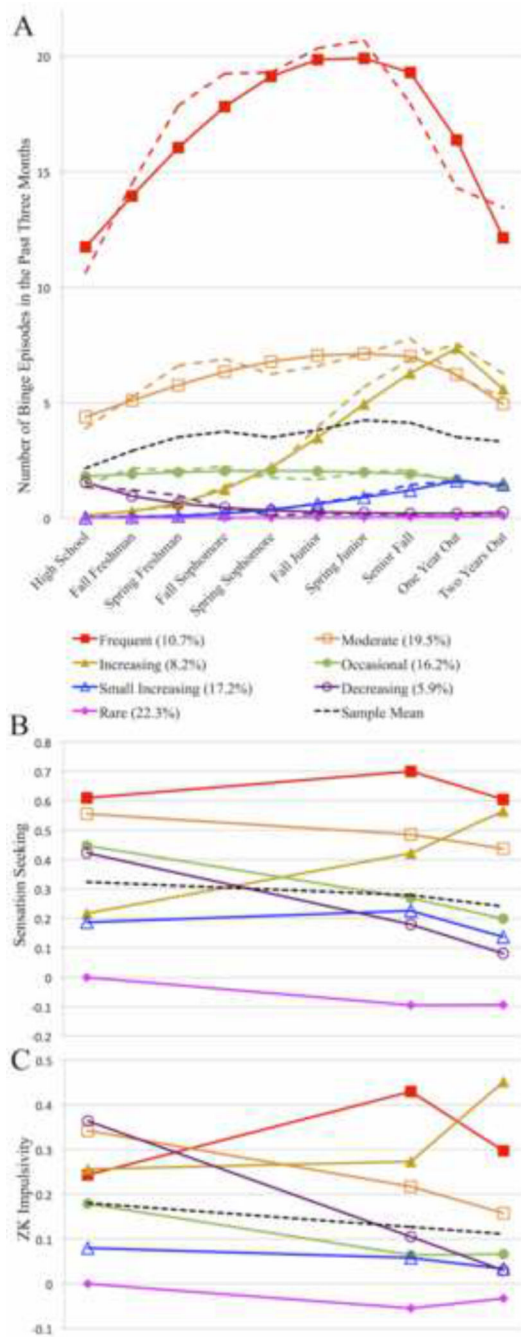 A
Number of Binge Episodes in the Past Three Months
20
15
10
5
0
High School
Fall Freshman
Spring Freshman
Fall Sophomore
Spring Sophomore
Fall Junior
Spring Junior
Senior Fall
One Year Out
Two Years Out
Frequent (10.7%)
Moderate (19.5%)
Increasing (8.2%)
Occasional (16.2%)
Small Increasing (17.2%)
Decreasing (5.9%)
Rare (22.3%)
Sample Mean
B
Sensation Seeking
0.8
0.7
0.6
0.5
0.4
0.3
0.2
0.1
0
-0.1
-0.2
C
ZK Impulsivity
0.5
0.4
0.3
0.2
0.1
0
-0.1